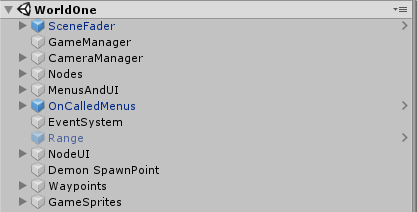 WorldOne
SceneFader
GameManager
CameraManager
Nodes
MenusAndUI
OnCalledMenus
EventSystem
Range
NodeUI
Demon SpawnPoint
Waypoints
GameSprites